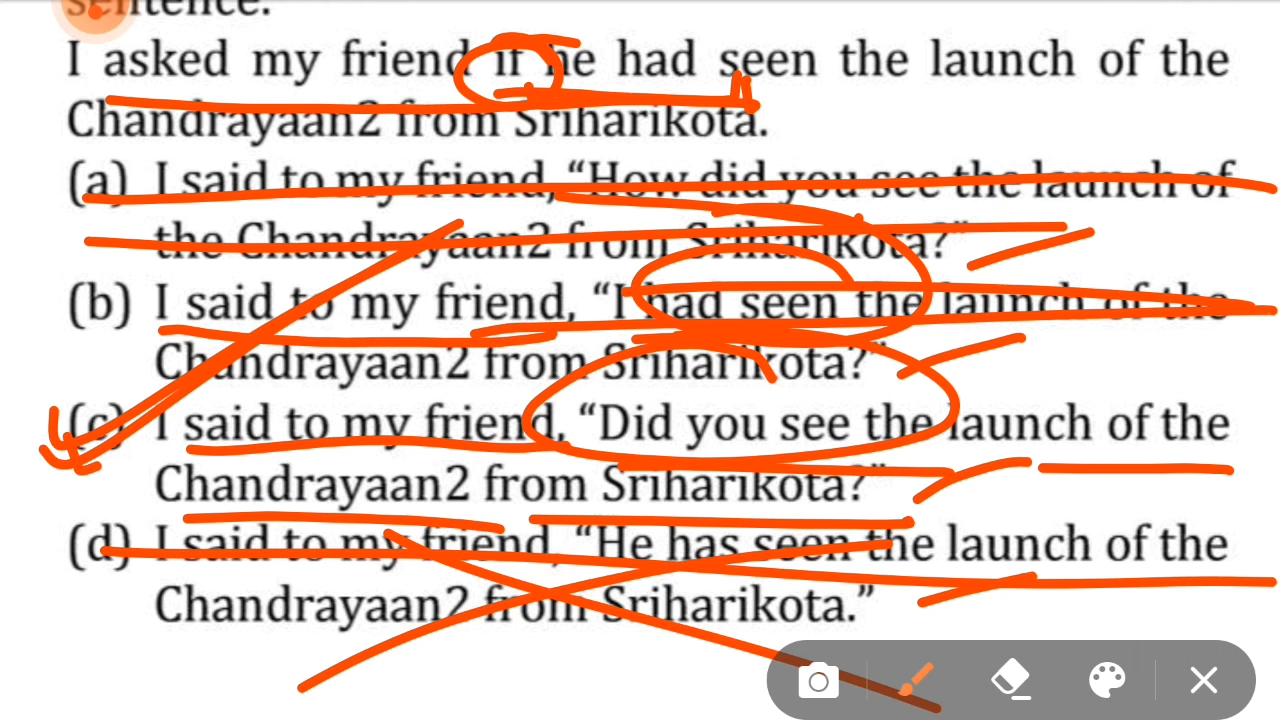 sentence.
I asked my friend if he had seen the launch of the
Chandrayaan2 from Sriharikota.
(a) I said to my friend, “How did you see the launch of
the Chandrayaan2 from Sriharikota?”
(b) I said to my friend, “I had seen the launch of the
Chandrayaan2 from Sriharikota?”
(c) I said to my friend, “Did you see the launch of the
Chandrayaan2 from Sriharikota?”
(d) I said to my friend, “He has seen the launch of the
Chandrayaan2 from Sriharikota.”